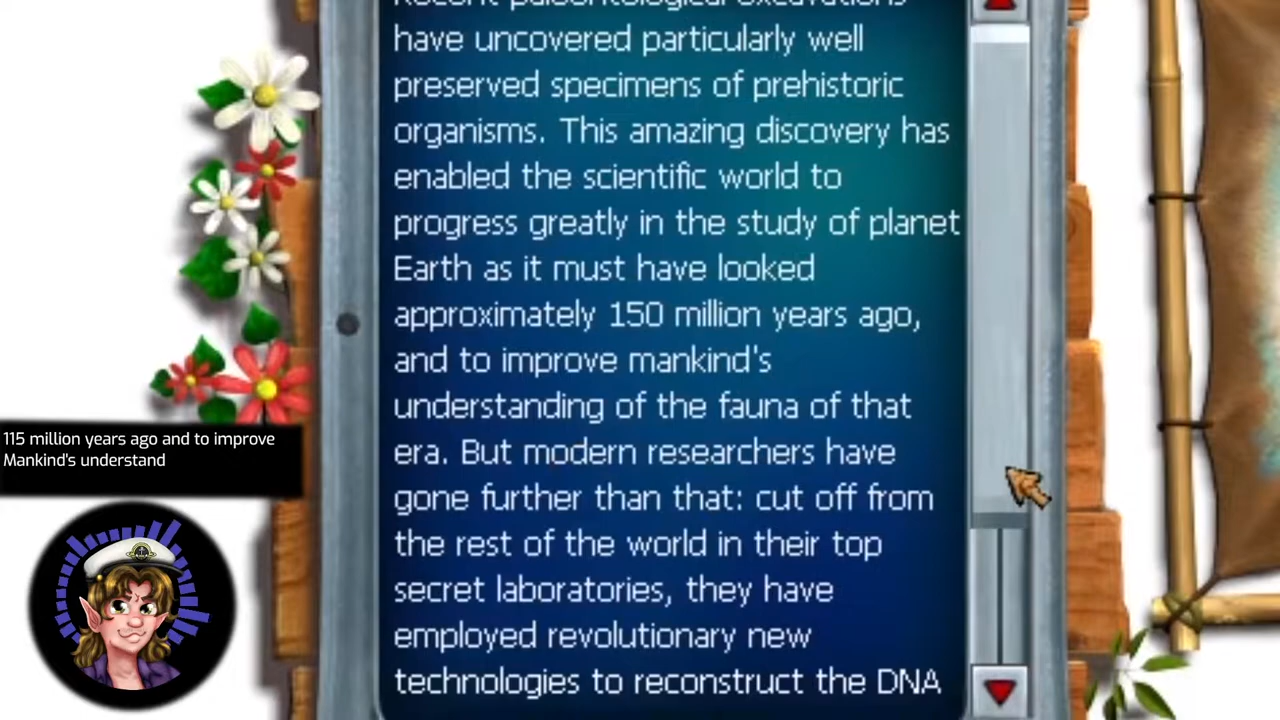 Recent paleontological excavations
have uncovered particularly well
preserved specimens of prehistoric
organisms. This amazing discovery has
enabled the scientific world to
progress greatly in the study of planet
Earth as it must have looked
approximately 150 million years ago,
and to improve mankind's
understanding of the fauna of that
era. But modern researchers have
gone further than that: cut off from
the rest of the world in their top
secret laboratories, they have
employed revolutionary new
technologies to reconstruct the DNA
115 million years ago and to improve
Mankind's understand